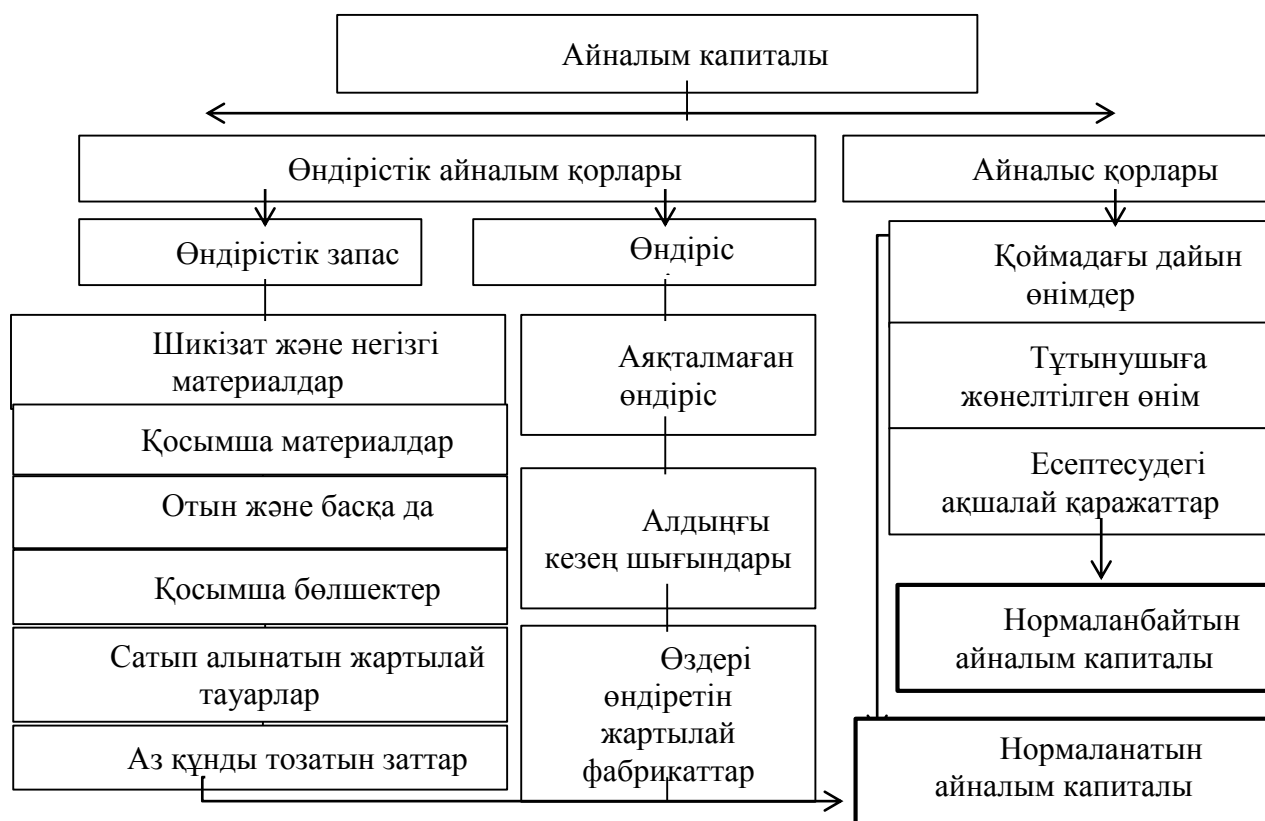 Айналым капиталы
Өндірістік айналым қорлары
Айналыс қорлары
Өндірістік запас
Өндіріс
Қоймадағы дайын
өнімдер
Шикізат және негізгі
материалдар
Аяқталмаған
өндіріс
Тұтынушыға
жөнелтілген өнім
Қосымша материалдар
Есептесудегі
ақшалай қаражаттар
Отын және басқа да
Алдыңғы
кезең шығындары
Қосымша бөлшектер
Нормаланбайтын
айналым капиталы
Сатып алынатын жартылай
тауарлар
Өздері
өндіретін
жартылай
фабрикаттар
Аз құнды тозатын заттар
Нормаланатын
айналым капиталы